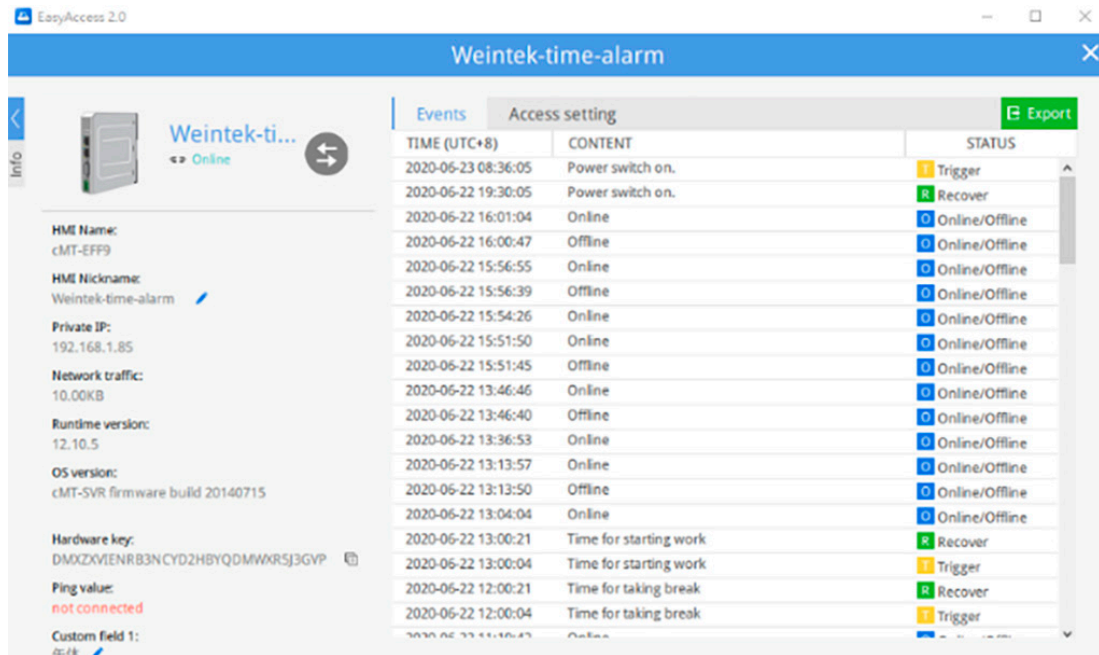 EasyAccess 2.0
Weintek-time-alarm
Info
Weintek-ti...
Online
HMI Name:
cMT-EFF9
HMI Nickname:
Weintek-time-alarm
Private IP:
192.168.1.85
Network traffic:
10.00KB
Runtime version:
12.10.5
OS version:
cMT-SVR firmware build 20140715
Hardware key:
DMXZXVIENRB3NCYD2HBYQDMWXR5J3GVP
Ping value:
not connected
Custom field 1:
Events Access setting Export
TIME (UTC+8) CONTENT STATUS
2020-06-23 08:36:05 Power switch on. T Trigger
2020-06-22 19:30:05 Power switch on. R Recover
2020-06-22 16:01:04 Online O Online/Offline
2020-06-22 16:00:47 Offline O Online/Offline
2020-06-22 15:56:55 Online O Online/Offline
2020-06-22 15:56:39 Offline O Online/Offline
2020-06-22 15:54:26 Online O Online/Offline
2020-06-22 15:51:50 Online O Online/Offline
2020-06-22 15:51:45 Offline O Online/Offline
2020-06-22 13:46:46 Online O Online/Offline
2020-06-22 13:46:40 Offline O Online/Offline
2020-06-22 13:36:53 Online O Online/Offline
2020-06-22 13:13:57 Online O Online/Offline
2020-06-22 13:13:50 Offline O Online/Offline
2020-06-22 13:04:04 Online O Online/Offline
2020-06-22 13:00:21 Time for starting work R Recover
2020-06-22 13:00:04 Time for starting work T Trigger
2020-06-22 12:00:21 Time for taking break R Recover
2020-06-22 12:00:04 Time for taking break T Trigger